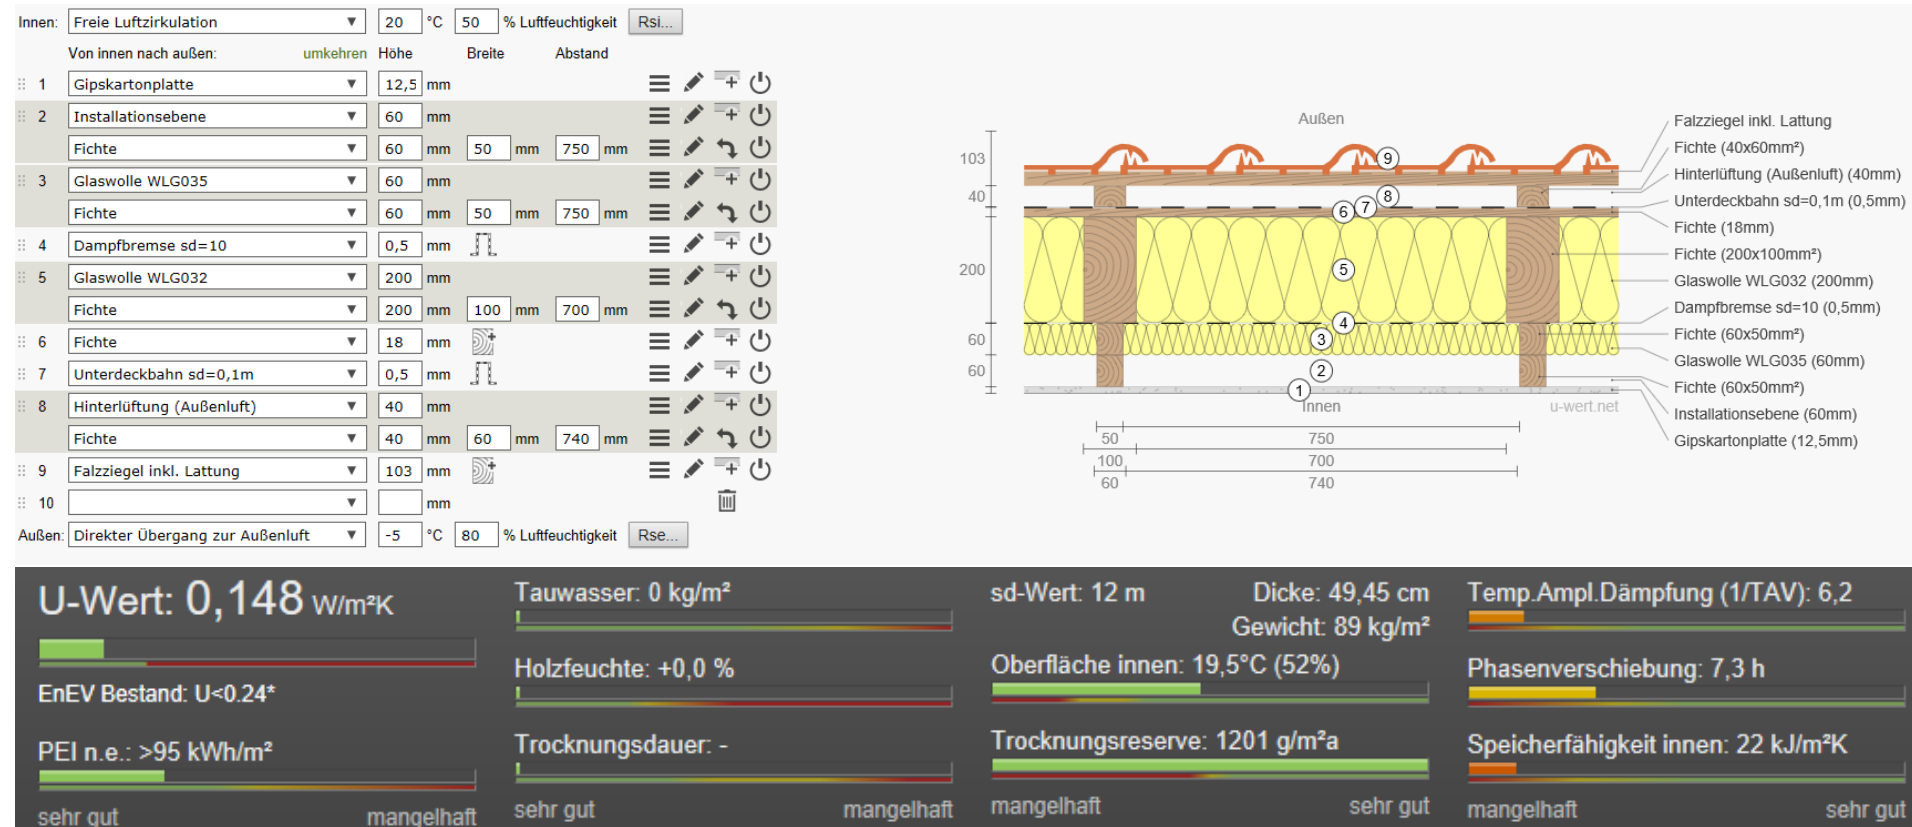 Innen: Freie Luftzirkulation 20 °C 50 % Luftfeuchtigkeit Rsi...
Von innen nach außen: umkehren Höhe Breite Abstand
1 Gipskartonplatte 12,5 mm
2 Installationsebene 60 mm
Fichte 60 mm 50 mm 750 mm
3 Glaswolle WLG035 60 mm
Fichte 60 mm 50 mm 750 mm
4 Dampfbremse sd=10 0,5 mm
5 Glaswolle WLG032 200 mm
Fichte 200 mm 100 mm 700 mm
6 Fichte 18 mm
7 Unterdeckbahn sd=0,1m 0,5 mm
8 Hinterlüftung (Außenluft) 40 mm
Fichte 40 mm 60 mm 740 mm
9 Falzziegel inkl. Lattung 103 mm
10 mm
Außen: Direkter Übergang zur Außenluft -5 °C 80 % Luftfeuchtigkeit Rse...
Außen
103
40
200
60
60
9
8
7
6
5
4
3
2
1
Innen
u-wert.net
50 750
100 700
60 740
Falzziegel inkl. Lattung
Fichte (40x60mm²)
Hinterlüftung (Außenluft) (40mm)
Unterdeckbahn sd=0,1m (0,5mm)
Fichte (18mm)
Fichte (200x100mm²)
Glaswolle WLG032 (200mm)
Dampfbremse sd=10 (0,5mm)
Fichte (60x50mm²)
Glaswolle WLG035 (60mm)
Fichte (60x50mm²)
Installationsebene (60mm)
Gipskartonplatte (12,5mm)
U-Wert: 0,148 W/m²K
EnEV Bestand: U<0.24*
PEI n.e.: >95 kWh/m²
sehr gut mangelhaft
Tauwasser: 0 kg/m²
Holzfeuchte: +0,0 %
Trocknungsdauer: -
sehr gut mangelhaft
sd-Wert: 12 m Dicke: 49,45 cm
Gewicht: 89 kg/m²
Oberfläche innen: 19,5°C (52%)
Trocknungsreserve: 1201 g/m²a
mangelhaft sehr gut
Temp.Ampl.Dämpfung (1/TAV): 6,2
Phasenverschiebung: 7,3 h
Speicherfähigkeit innen: 22 kJ/m²K
mangelhaft sehr gut